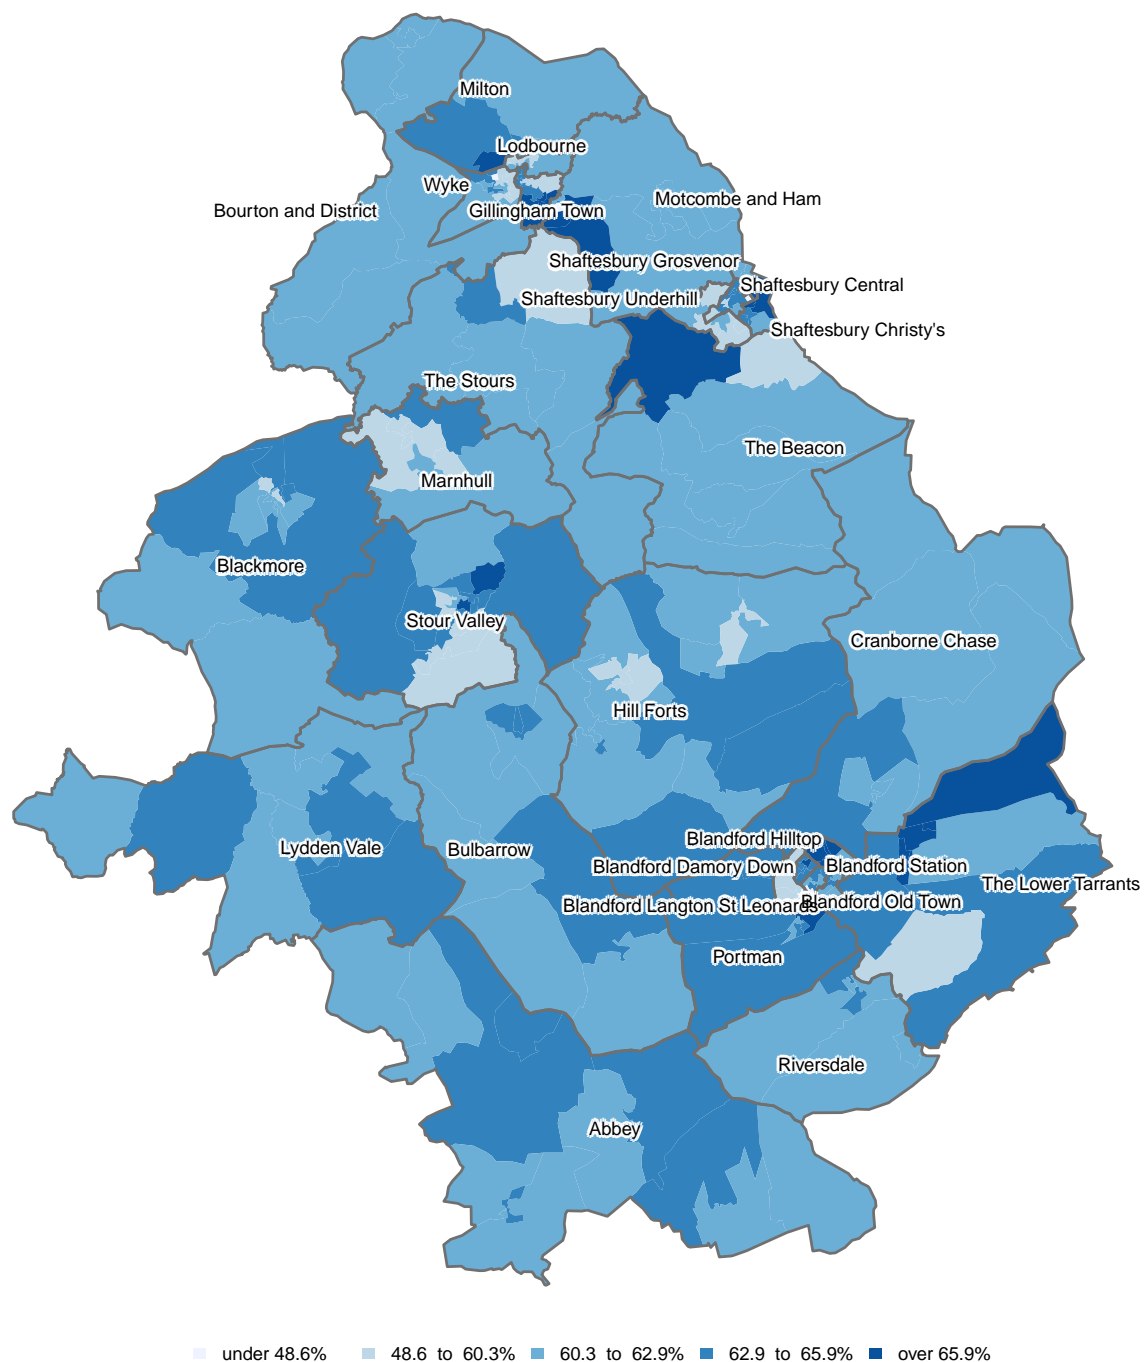 Milton
Lodbourne
Wyke
Motcombe and Ham
Bourton and District
Gillingham Town
Shaftesbury Grosvenor
Shaftesbury Central
Shaftesbury Underhill
Shaftesbury Christy's
The Stours
The Beacon
Marnhull
Blackmore
Stour Valley
Cranborne Chase
Hill Forts
Blandford Hilltop
Lydden Vale
Bulbarrow
Blandford Damory Down
Blandford Station
The Lower Tarrants
Blandford Langton St Leonards
Blandford Old Town
Portman
Riversdale
Abbey
under 48.6%
48.6 to 60.3%
60.3 to 62.9%
62.9 to 65.9%
over 65.9%